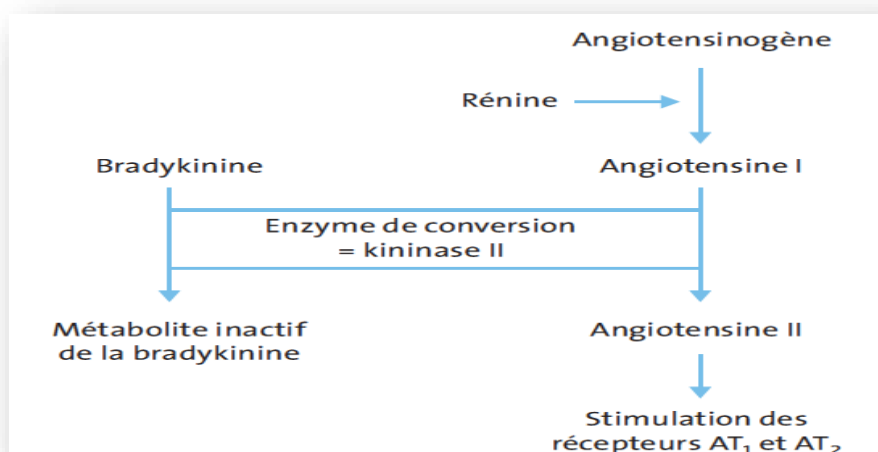 Angiotensinogène
Rénine
Bradykinine
Angiotensine I
Enzyme de conversion
= kininase II
Métabolite inactif
de la bradykinine
Angiotensine II
Stimulation des
récepteurs AT₁ et AT₂